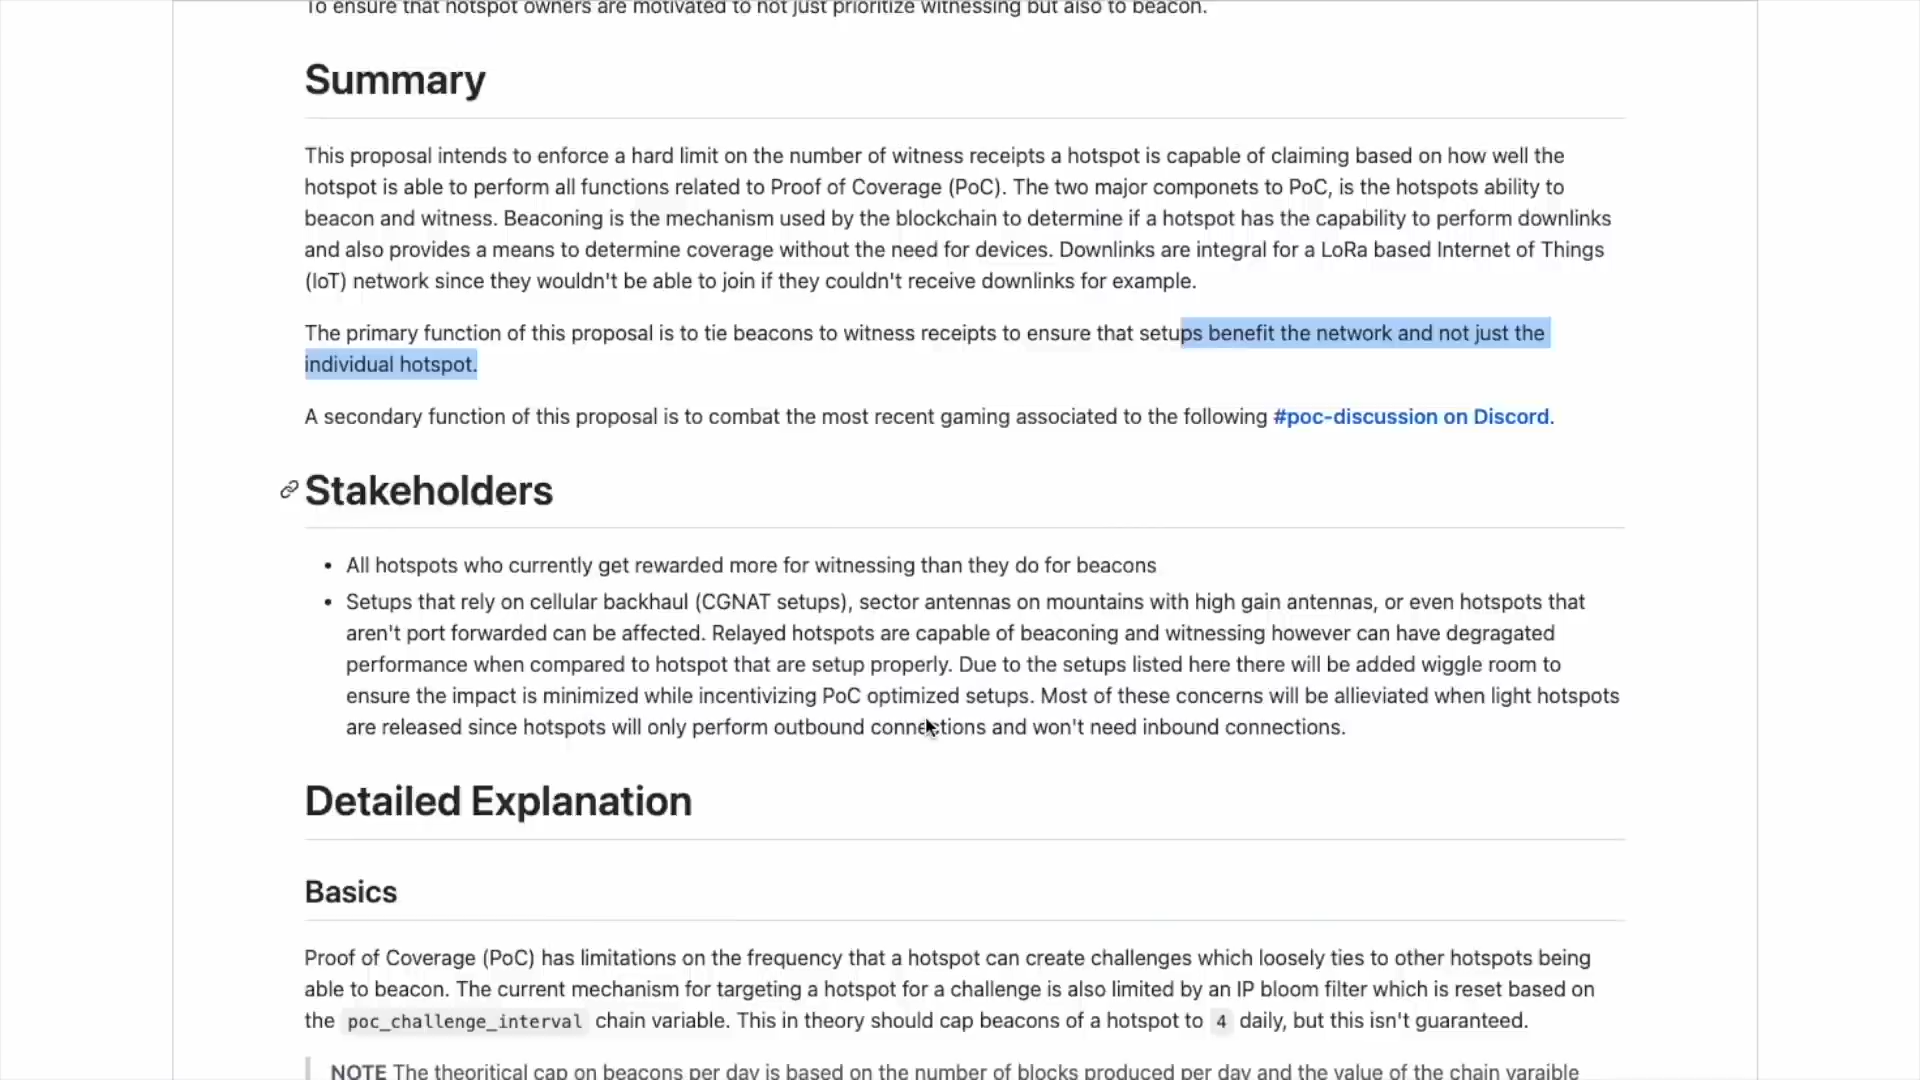 To ensure that hotspot owners are motivated to not just prioritize witnessing but also to beacon.
Summary
This proposal intends to enforce a hard limit on the number of witness receipts a hotspot is capable of claiming based on how well the
hotspot is able to perform all functions related to Proof of Coverage (PoC). The two major componets to PoC, is the hotspots ability to
beacon and witness. Beaconing is the mechanism used by the blockchain to determine if a hotspot has the capability to perform downlinks
and also provides a means to determine coverage without the need for devices. Downlinks are integral for a LoRa based Internet of Things
(IoT) network since they wouldn't be able to join if they couldn't receive downlinks for example.
The primary function of this proposal is to tie beacons to witness receipts to ensure that setups benefit the network and not just the
individual hotspot.
A secondary function of this proposal is to combat the most recent gaming associated to the following #poc-discussion on Discord.
Stakeholders
• All hotspots who currently get rewarded more for witnessing than they do for beacons
• Setups that rely on cellular backhaul (CGNAT setups), sector antennas on mountains with high gain antennas, or even hotspots that
aren't port forwarded can be affected. Relayed hotspots are capable of beaconing and witnessing however can have degragated
performance when compared to hotspot that are setup properly. Due to the setups listed here there will be added wiggle room to
ensure the impact is minimized while incentivizing PoC optimized setups. Most of these concerns will be allieviated when light hotspots
are released since hotspots will only perform outbound connections and won't need inbound connections.
Detailed Explanation
Basics
Proof of Coverage (PoC) has limitations on the frequency that a hotspot can create challenges which loosely ties to other hotspots being
able to beacon. The current mechanism for targeting a hotspot for a challenge is also limited by an IP bloom filter which is reset based on
the poc_challenge_interval chain variable. This in theory should cap beacons of a hotspot to 4 daily, but this isn't guaranteed.
NOTE The theoritical cap on beacons per day is based on the number of blocks produced per day and the value of the chain varaible